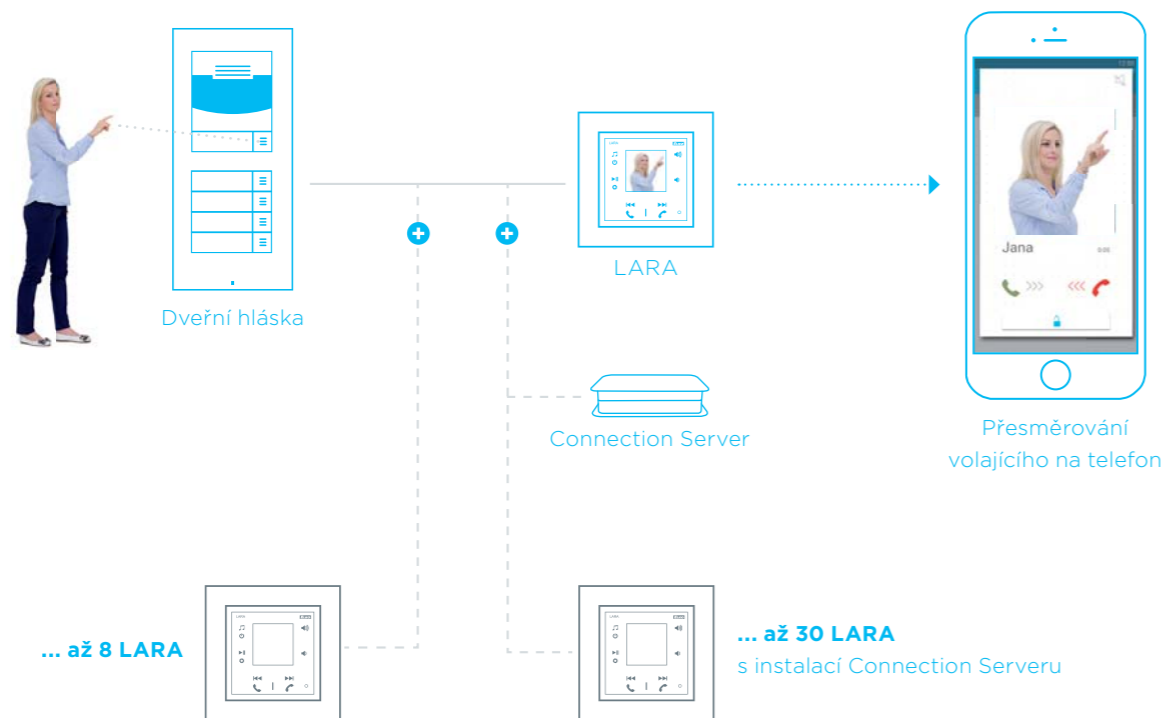 LARA
Dveřní hláska
Jana
Connection Server
Přesměrování
volajícího na telefon
... až 8 LARA
... až 30 LARA
s instalací Connection Serveru